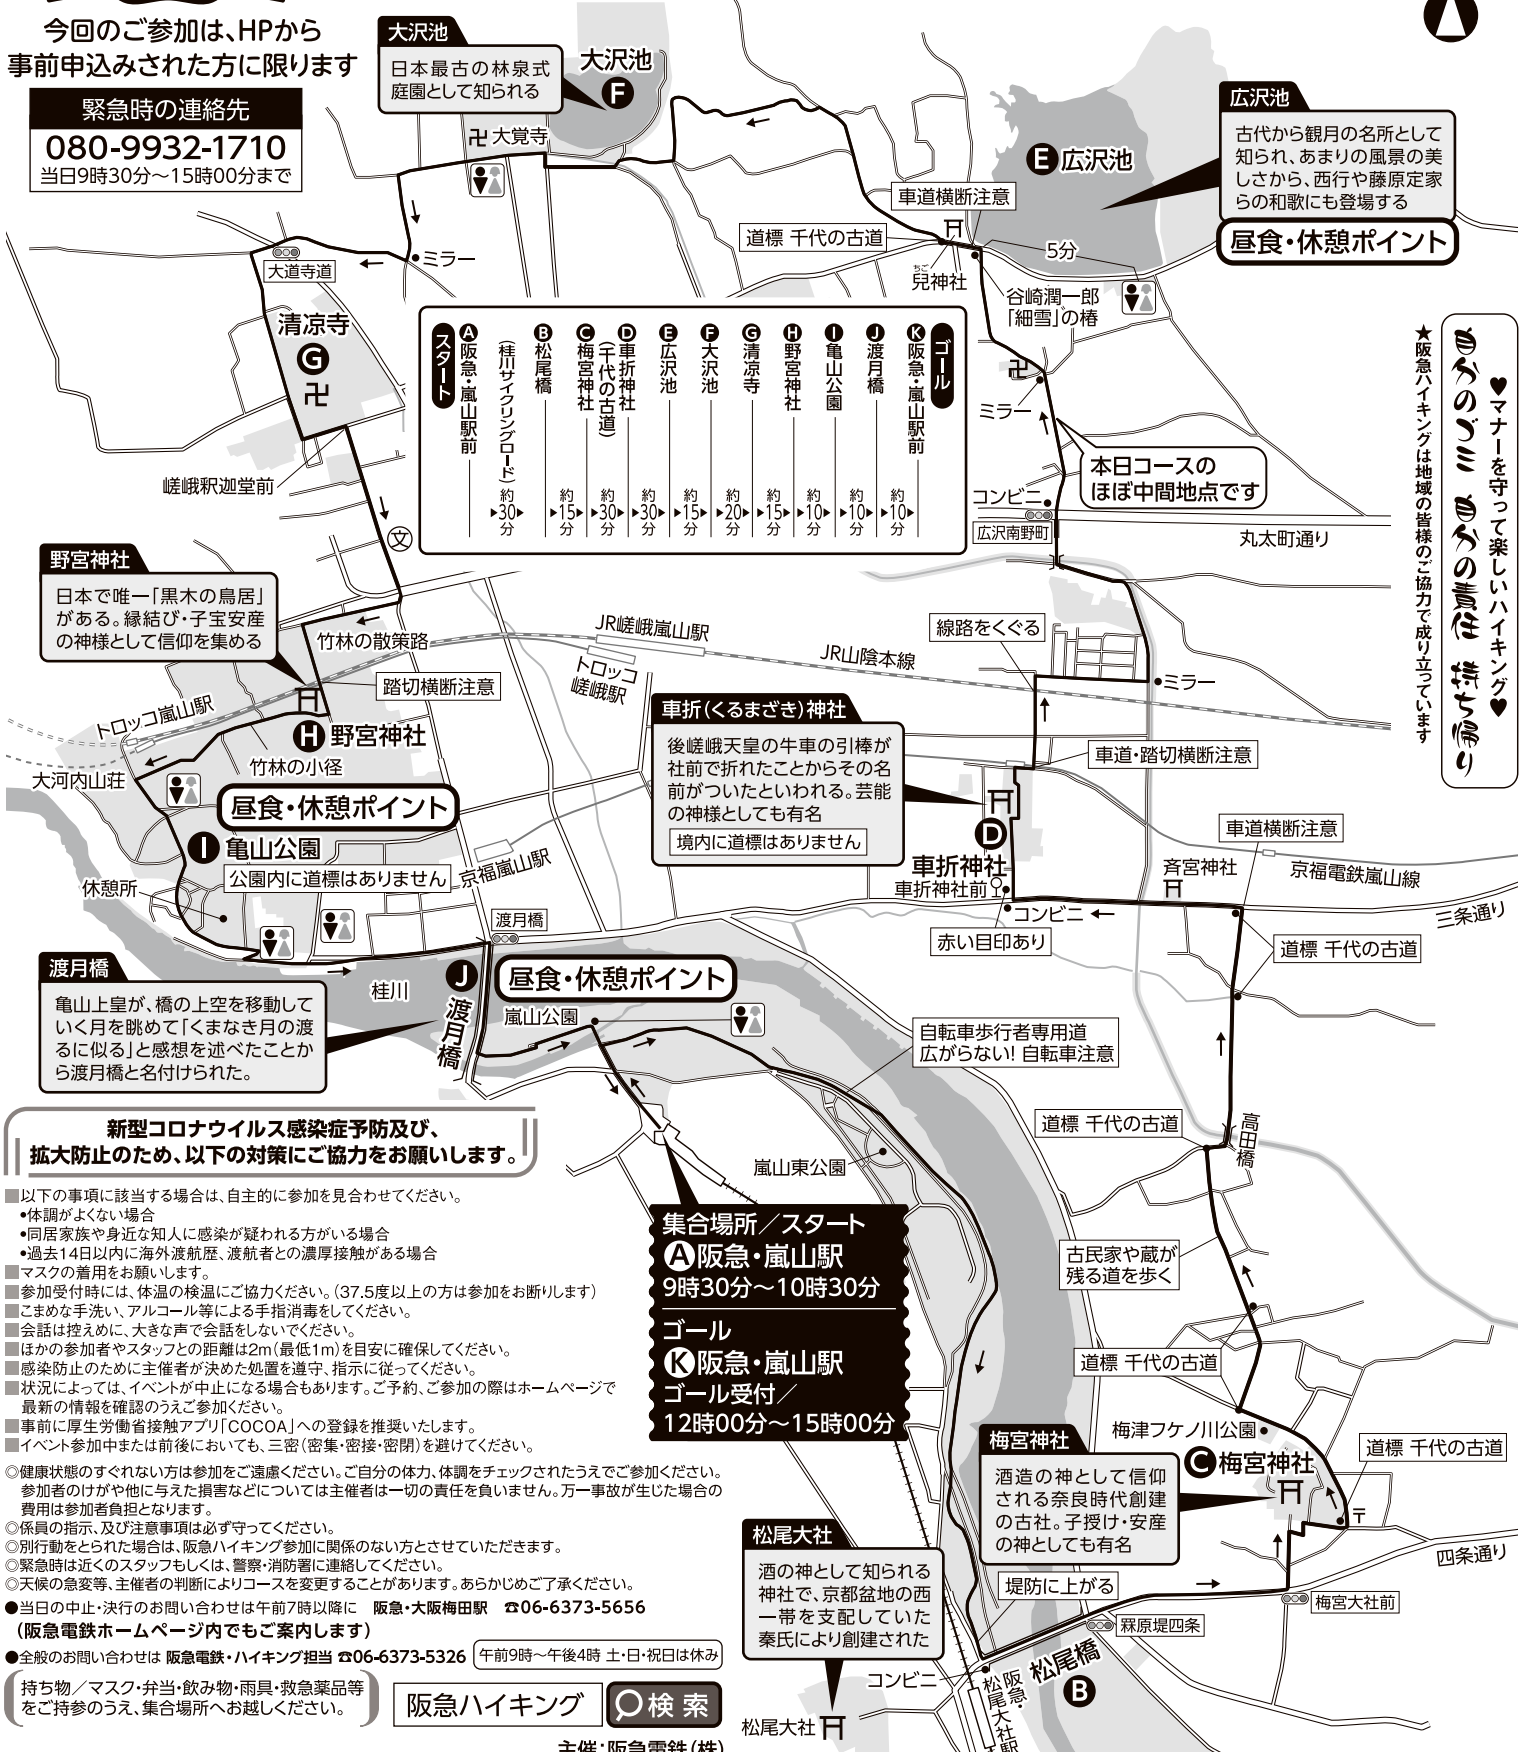 今回のご参加は、HPから
事前申込みされた方に限ります
緊急時の連絡先
080-9932-1710
当日9時30分～15時00分まで
大沢池
日本最古の林泉式
庭園として知られる
大沢池
F
卍大覚寺
E 広沢池
広沢池
古代から観月の名所として
知られ、あまりの風景の美
しさから、西行や藤原定家
らの和歌にも登場する
昼食・休憩ポイント
車道横断注意
道標 千代の古道
5分
ちご
兒神社
谷崎潤一郎
「細雪」の椿
ミラー
大道寺道
清凉寺
G
卍
嵯峨釈迦堂前
文
スタート
A阪急・嵐山駅前
(桂川サイクリングロード)
約30分
B松尾橋
約15分
C梅宮神社
約30分
D車折神社
(千代の古道)
約30分
E広沢池
約15分
F大沢池
約20分
G清凉寺
約15分
H野宮神社
約10分
I亀山公園
約10分
J渡月橋
約10分
K阪急・嵐山駅前
ゴール
卍
ミラー
本日コースの
ほぼ中間地点です
コンビニ
広沢南野町
丸太町通り
♥マナーを守って楽しいハイキング♥
自分のゴミ 自分の責任 持ち帰り
★阪急ハイキングは地域の皆様のご協力で成り立っています
野宮神社
日本で唯一「黒木の鳥居」
がある。縁結び・子宝安産
の神様として信仰を集める
竹林の散策路
踏切横断注意
JR嵯峨嵐山駅
トロッコ
嵯峨駅
JR山陰本線
線路をくぐる
ミラー
トロッコ嵐山駅
H 野宮神社
竹林の小径
大河内山荘
昼食・休憩ポイント
I 亀山公園
公園内に道標はありません
休憩所
京福嵐山駅
車折(くるまざき)神社
後嵯峨天皇の牛車の引棒が
社前で折れたことからその名
前がついたといわれる。芸能
の神様としても有名
境内に道標はありません
車道・踏切横断注意
D
車折神社
車折神社前
車道横断注意
斉宮神社
京福電鉄嵐山線
三条通り
コンビニ
赤い目印あり
道標 千代の古道
渡月橋
渡月橋
亀山上皇が、橋の上空を移動して
いく月を眺めて「くまなき月の渡
るに似る」と感想を述べたことか
ら渡月橋と名付けられた。
桂川
J
渡月橋
昼食・休憩ポイント
嵐山公園
自転車歩行者専用道
広がらない! 自転車注意
道標 千代の古道
高田橋
嵐山東公園
古民家や蔵が
残る道を歩く
道標 千代の古道
集合場所／スタート
A阪急・嵐山駅
9時30分～10時30分
ゴール
K阪急・嵐山駅
ゴール受付／
12時00分～15時00分
梅津フケノ川公園
道標 千代の古道
C 梅宮神社
〒
四条通り
梅宮大社前
梅宮神社
酒造の神として信仰
される奈良時代創建
の古社。子授け・安産
の神としても有名
堤防に上がる
罧原堤四条
松尾大社
酒の神として知られる
神社で、京都盆地の西
一帯を支配していた
秦氏により創建された
コンビニ
松尾橋
B
阪急・
松尾大社駅
松尾大社
新型コロナウイルス感染症予防及び、
拡大防止のため、以下の対策にご協力をお願いします。
■以下の事項に該当する場合は、自主的に参加を見合わせてください。
•体調がよくない場合
•同居家族や身近な知人に感染が疑われる方がいる場合
•過去14日以内に海外渡航歴、渡航者との濃厚接触がある場合
■マスクの着用をお願いします。
■参加受付時には、体温の検温にご協力ください。(37.5度以上の方は参加をお断りします)
■こまめな手洗い、アルコール等による手指消毒をしてください。
■会話は控えめに、大きな声で会話をしないでください。
■ほかの参加者やスタッフとの距離は2m(最低1m)を目安に確保してください。
■感染防止のために主催者が決めた処置を遵守、指示に従ってください。
■状況によっては、イベントが中止になる場合もあります。ご予約、ご参加の際はホームページで
最新の情報を確認のうえご参加ください。
■事前に厚生労働省接触アプリ「COCOA」への登録を推奨いたします。
■イベント参加中または前後においても、三密(密集・密接・密閉)を避けてください。
◎健康状態のすぐれない方は参加をご遠慮ください。ご自分の体力、体調をチェックされたうえでご参加ください。
参加者のけがや他に与えた損害などについては主催者は一切の責任を負いません。万一事故が生じた場合の
費用は参加者負担となります。
◎係員の指示、及び注意事項は必ず守ってください。
◎別行動をとられた場合は、阪急ハイキング参加に関係のない方とさせていただきます。
◎緊急時は近くのスタッフもしくは、警察・消防署に連絡してください。
◎天候の急変等、主催者の判断によりコースを変更することがあります。あらかじめご了承ください。
●当日の中止・決行のお問い合わせは午前7時以降に 阪急・大阪梅田駅 ☎06-6373-5656
(阪急電鉄ホームページ内でもご案内します)
●全般のお問い合わせは 阪急電鉄・ハイキング担当 ☎06-6373-5326 午前9時～午後4時 土・日・祝日は休み
持ち物／マスク・弁当・飲み物・雨具・救急薬品等
をご持参のうえ、集合場所へお越しください。
阪急ハイキング 検索
主催：阪急電鉄(株)